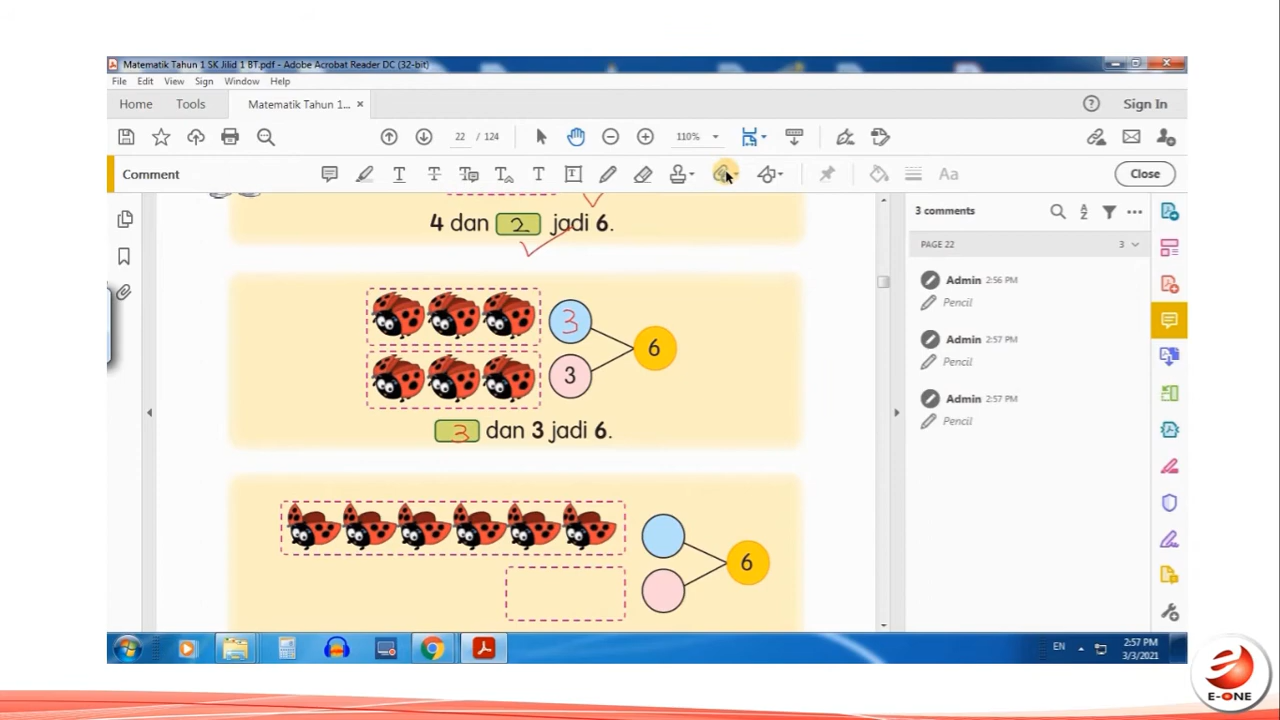 Matematik Tahun 1 SK Jilid 1 BT.pdf - Adobe Acrobat Reader DC (32-bit)
File Edit View Sign Window Help
Home Tools Matematik Tahun 1... × Sign In
22 / 124 110%
Comment T T T T T T Aa Close
4 dan 2 jadi 6.
3
6
3
3 dan 3 jadi 6.
6
3 comments
PAGE 22 3
Admin 2:56 PM
Pencil
Admin 2:57 PM
Pencil
Admin 2:57 PM
Pencil
EN 2:57 PM
3/3/2021
E-ONE